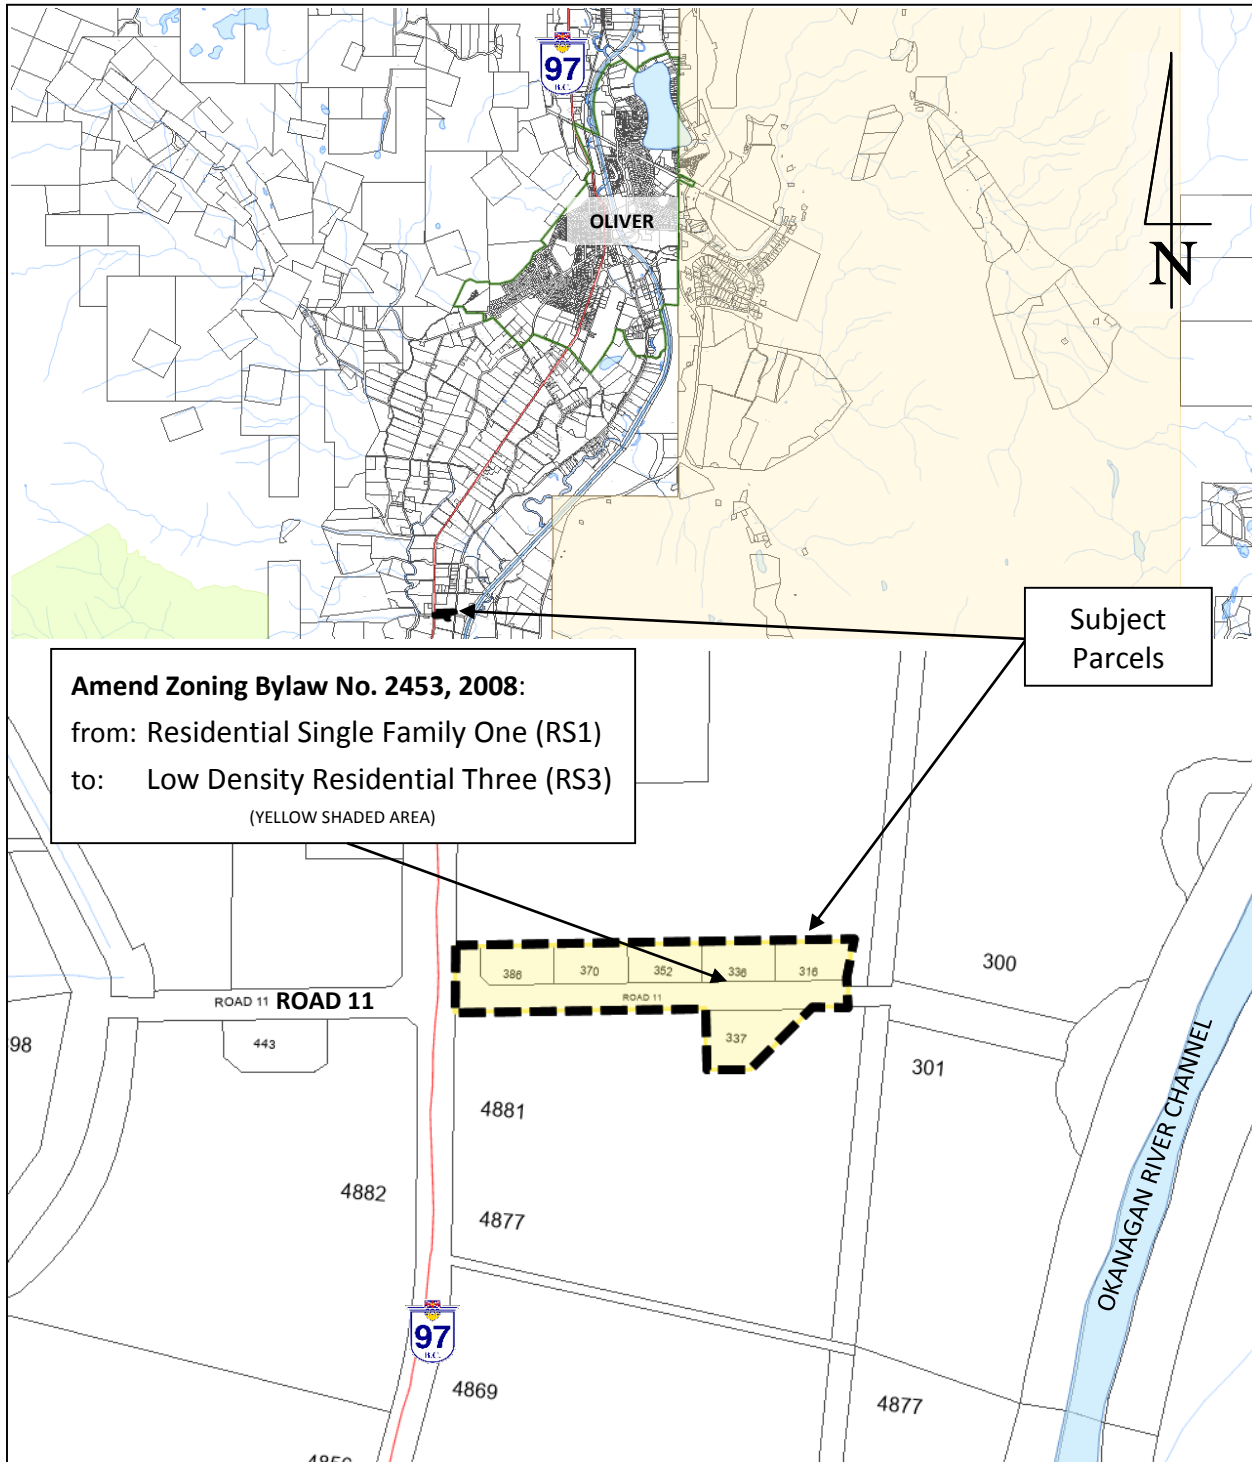 97
B.C.
OLIVER
N
Subject
Parcels
Amend Zoning Bylaw No. 2453, 2008:
from: Residential Single Family One (RS1)
to: Low Density Residential Three (RS3)
(YELLOW SHADED AREA)
386
370
352
336
316
300
ROAD 11
ROAD 11
ROAD 11
98
443
337
301
4881
4882
4877
OKANAGAN RIVER CHANNEL
97
B.C.
4869
4877